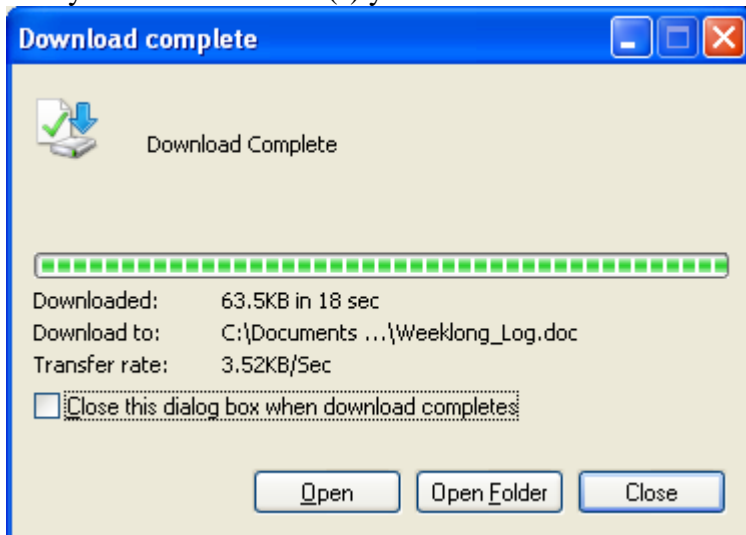 Download complete
Download Complete
Downloaded: 63.5KB in 18 sec
Download to: C:\Documents ...\Weeklong_Log.doc
Transfer rate: 3.52KB/Sec
Close this dialog box when download completes
Open Open Folder Close